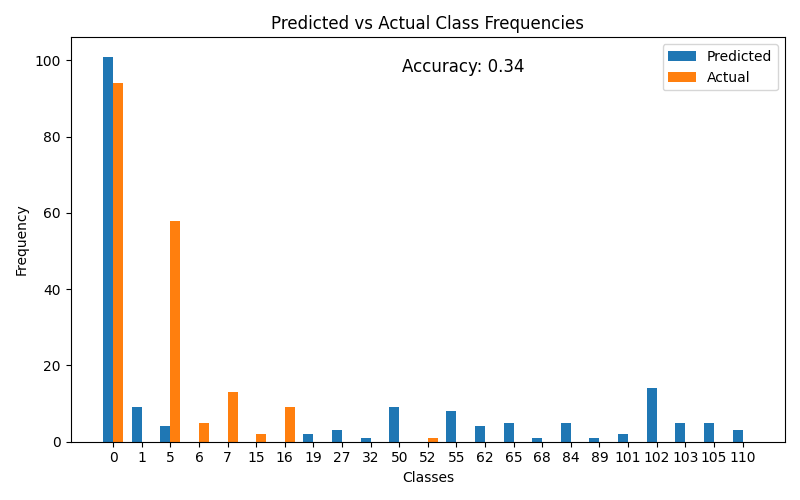 Predicted vs Actual Class Frequencies
Accuracy: 0.34
Predicted
Actual
Frequency
100
80
60
40
20
0
0 1 5 6 7 15 16 19 27 32 50 52 55 62 65 68 84 89 101 102 103 105 110
Classes